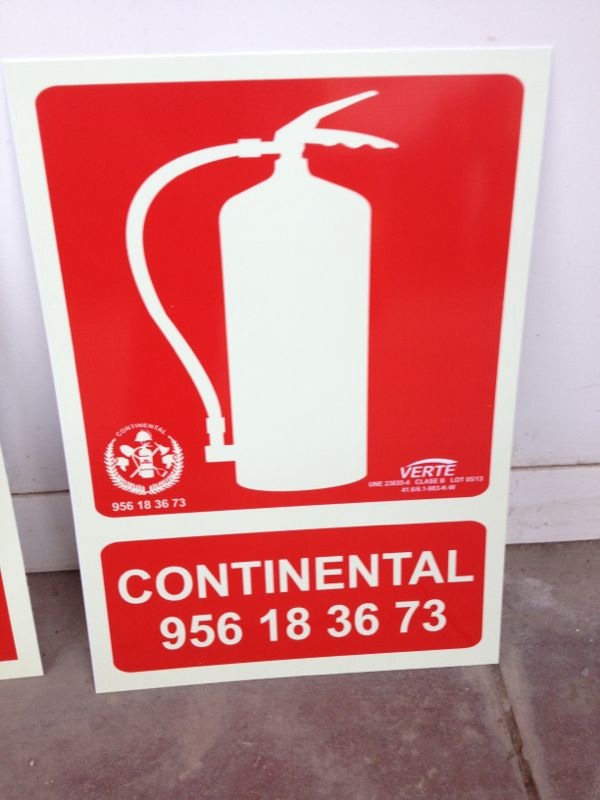 CONTINENTAL
956 18 36 73
VERTE
UNE 23035-4 CLASE B LOT 05/13
CONTINENTAL
956 18 36 73